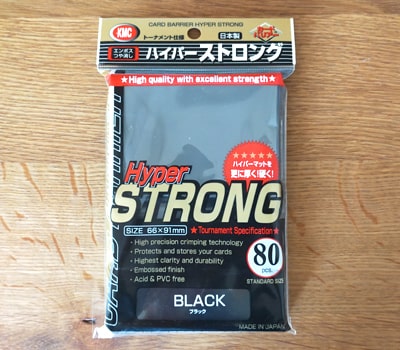 CARD BARRIER HYPER STRONG
KMC
トーナメント仕様
日本製
エンボス
つや消し
ハイパーストロング
★High quality with excellent strength★
★★★★★
ハイパーマットを
更に厚く!硬く!
Hyper
STRONG
SIZE 66×91mm
★Tournament Specification★
・High precision crimping technology
・Protects and stores your cards
・Highest clarity and durability
・Embossed finish
・Acid & PVC free
80
pcs.
STANDARD SIZE
BLACK
ブラック
MADE IN JAPAN